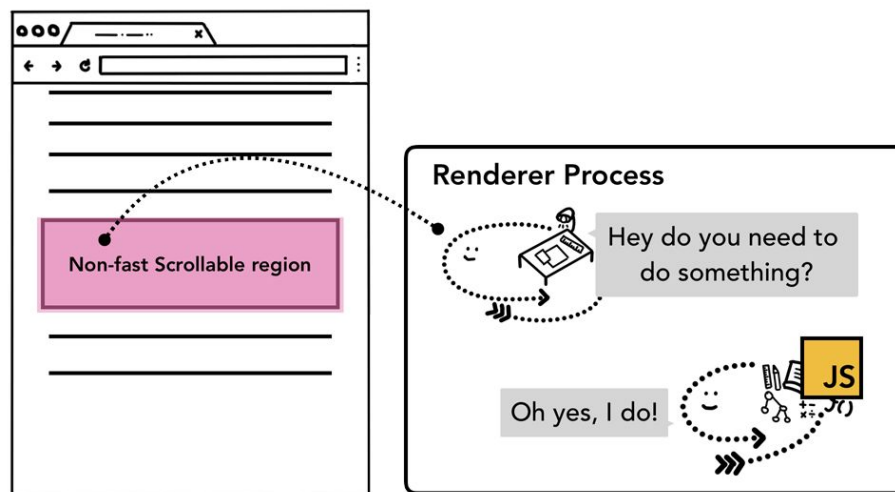 Renderer Process
Non-fast Scrollable region
Hey do you need to
do something?
JS
Oh yes, I do!